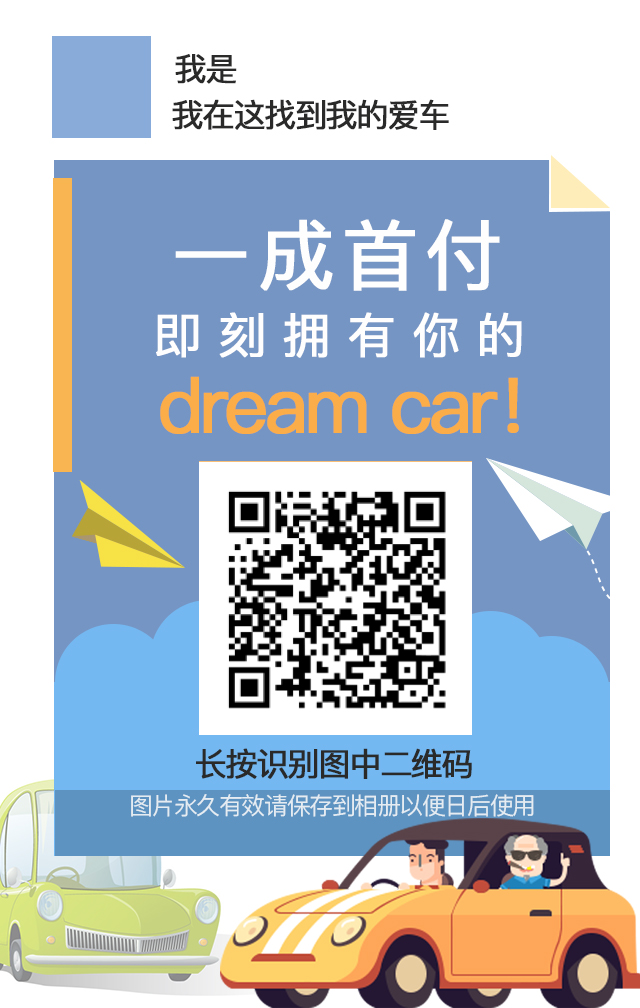 我是
我在这找到我的爱车
一成首付
即刻拥有你的
dream car!
长按识别图中二维码
图片永久有效请保存到相册以便日后使用